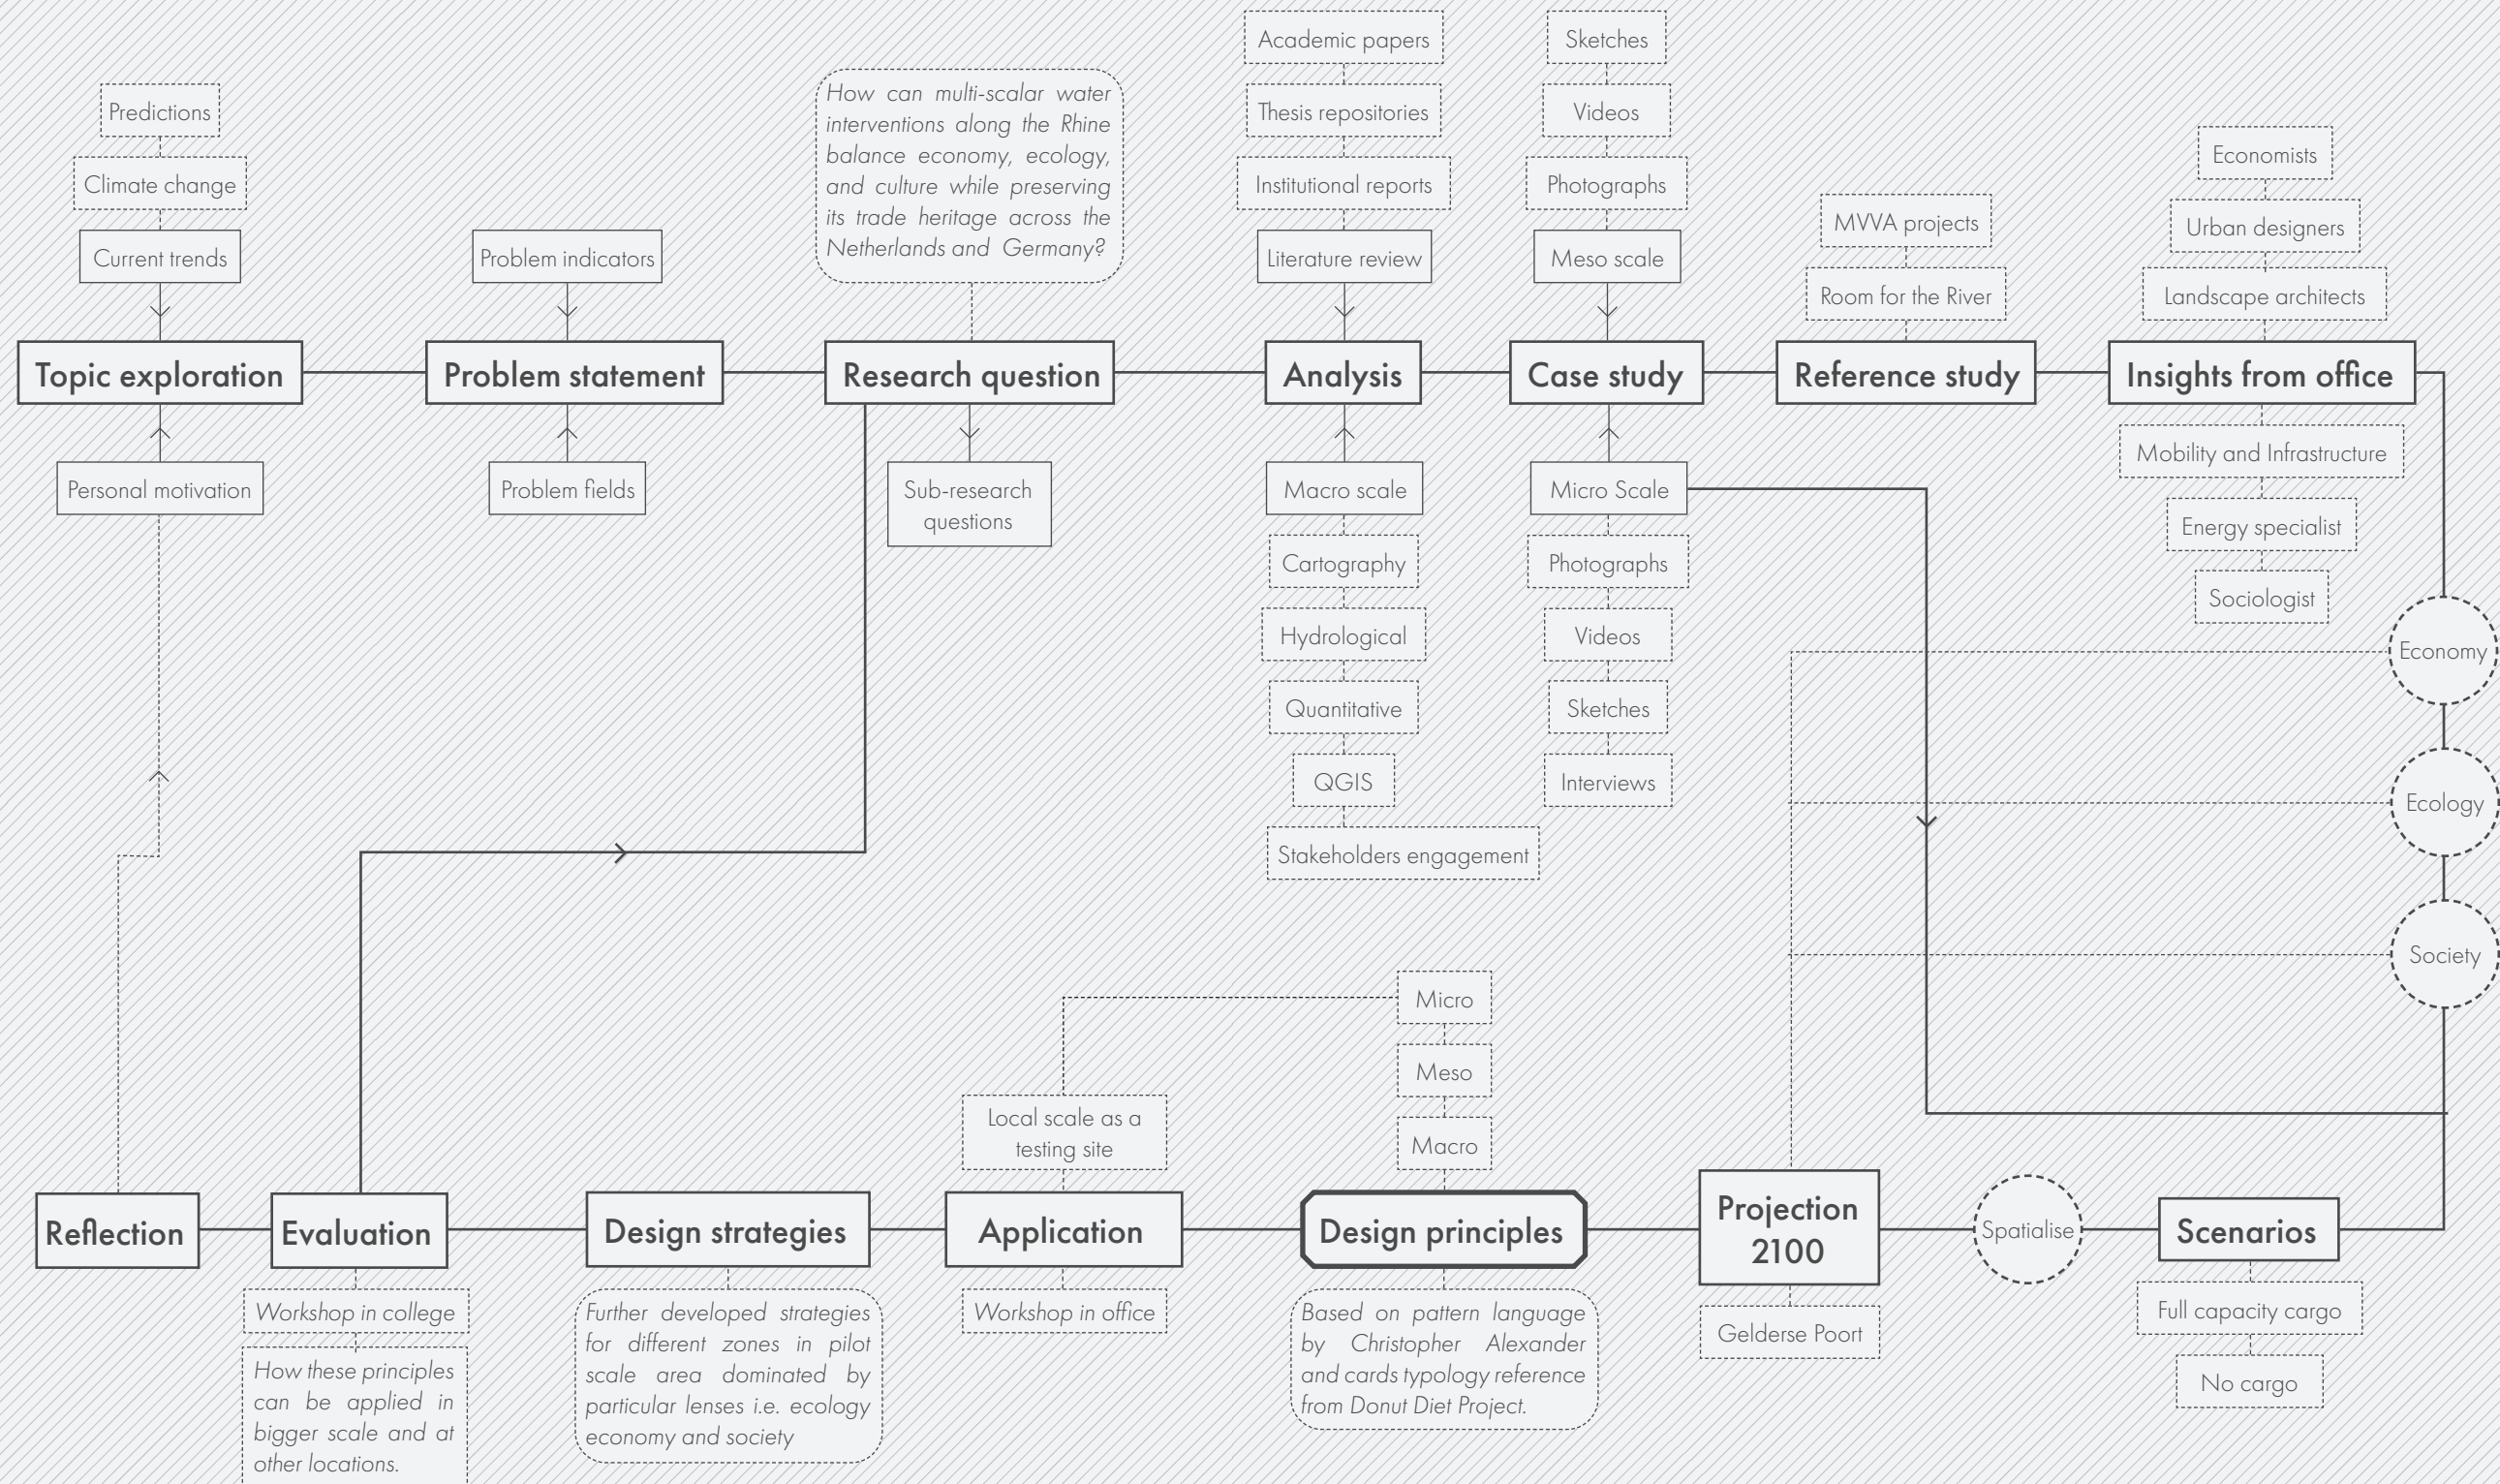 Predictions
Climate change
Current trends
Topic exploration
Personal motivation
Problem indicators
Problem statement
Problem fields
How can multi-scalar water
interventions along the Rhine
balance economy, ecology,
and culture while preserving
its trade heritage across the
Netherlands and Germany?
Research question
Sub-research
questions
Academic papers
Thesis repositories
Institutional reports
Literature review
Analysis
Macro scale
Cartography
Hydrological
Quantitative
QGIS
Stakeholders engagement
Sketches
Videos
Photographs
Meso scale
Case study
Micro Scale
Photographs
Videos
Sketches
Interviews
MVVA projects
Room for the River
Reference study
Economists
Urban designers
Landscape architects
Insights from office
Mobility and Infrastructure
Energy specialist
Sociologist
Economy
Ecology
Society
Reflection
Evaluation
Workshop in college
How these principles
can be applied in
bigger scale and at
other locations.
Design strategies
Further developed strategies
for different zones in pilot
scale area dominated by
particular lenses i.e. ecology
economy and society
Local scale as a
testing site
Application
Workshop in office
Micro
Meso
Macro
Design principles
Based on pattern language
by Christopher Alexander
and cards typology reference
from Donut Diet Project.
Projection
2100
Gelderse Poort
Spatialise
Scenarios
Full capacity cargo
No cargo